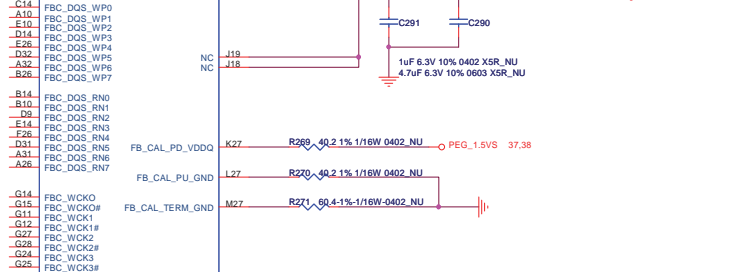 C14 FBC_DQS_WP0
A10 FBC_DQS_WP1
E10 FBC_DQS_WP2
D14 FBC_DQS_WP3
E26 FBC_DQS_WP4
D32 FBC_DQS_WP5
A32 FBC_DQS_WP6
B26 FBC_DQS_WP7
NC J19
NC J18
C291 C290
1uF 6.3V 10% 0402 X5R_NU
4.7uF 6.3V 10% 0603 X5R_NU
B14 FBC_DQS_RN0
B10 FBC_DQS_RN1
D9 FBC_DQS_RN2
E14 FBC_DQS_RN3
F26 FBC_DQS_RN4
D31 FBC_DQS_RN5
A31 FBC_DQS_RN6
A26 FBC_DQS_RN7
FB_CAL_PD_VDDQ K27 R269 40.2 1% 1/16W 0402_NU PEG_1.5VS 37,38
FB_CAL_PU_GND L27 R270 40.2 1% 1/16W 0402_NU
FB_CAL_TERM_GND M27 R271 60.4-1%-1/16W-0402_NU
G14 FBC_WCK0
G15 FBC_WCK0#
G11 FBC_WCK1
G12 FBC_WCK1#
G27 FBC_WCK2
G28 FBC_WCK2#
G24 FBC_WCK3
G25 FBC_WCK3#